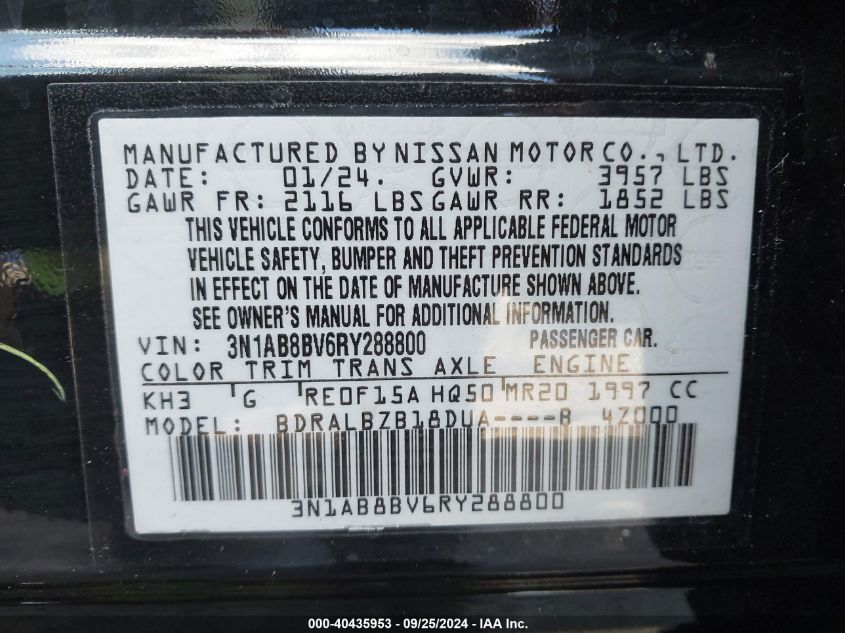 MANUFACTURED BY NISSAN MOTOR CO., LTD.
DATE: 01/24. GVWR: 3957 LBS
GAWR FR: 2116 LBS GAWR RR: 1852 LBS
THIS VEHICLE CONFORMS TO ALL APPLICABLE FEDERAL MOTOR
VEHICLE SAFETY, BUMPER AND THEFT PREVENTION STANDARDS
IN EFFECT ON THE DATE OF MANUFACTURE SHOWN ABOVE.
SEE OWNER'S MANUAL FOR ADDITIONAL INFORMATION.
VIN: 3N1AB8BV6RY288800 PASSENGER CAR.
COLOR TRIM TRANS AXLE ENGINE
KH3 G RE0F15A HQ50 MR20 1997 CC
MODEL: BDRALBZB18DUA----B 4Z000
3N1AB8BV6RY288800
000-40435953 - 09/25/2024 - IAA Inc.